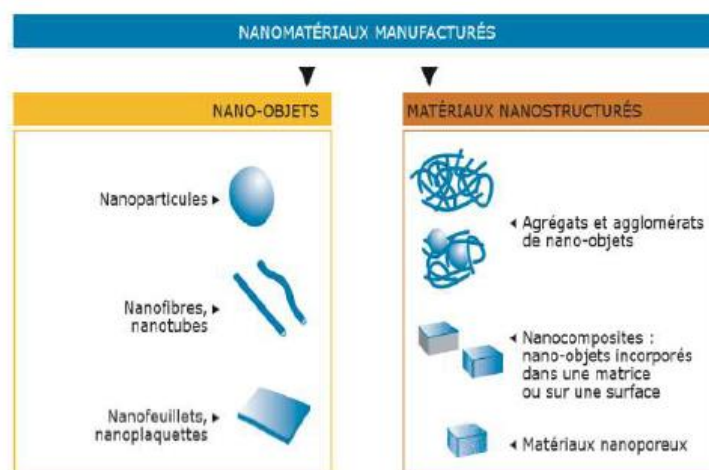 NANOMATÉRIAUX MANUFACTURÉS
NANO-OBJETS
Nanoparticules
Nanofibres,
nanotubes
Nanofeuillets,
nanoplaquettes
MATÉRIAUX NANOSTRUCTURÉS
Agrégats et agglomérats
de nano-objets
Nanocomposites :
nano-objets incorporés
dans une matrice
ou sur une surface
Matériaux nanoporeux